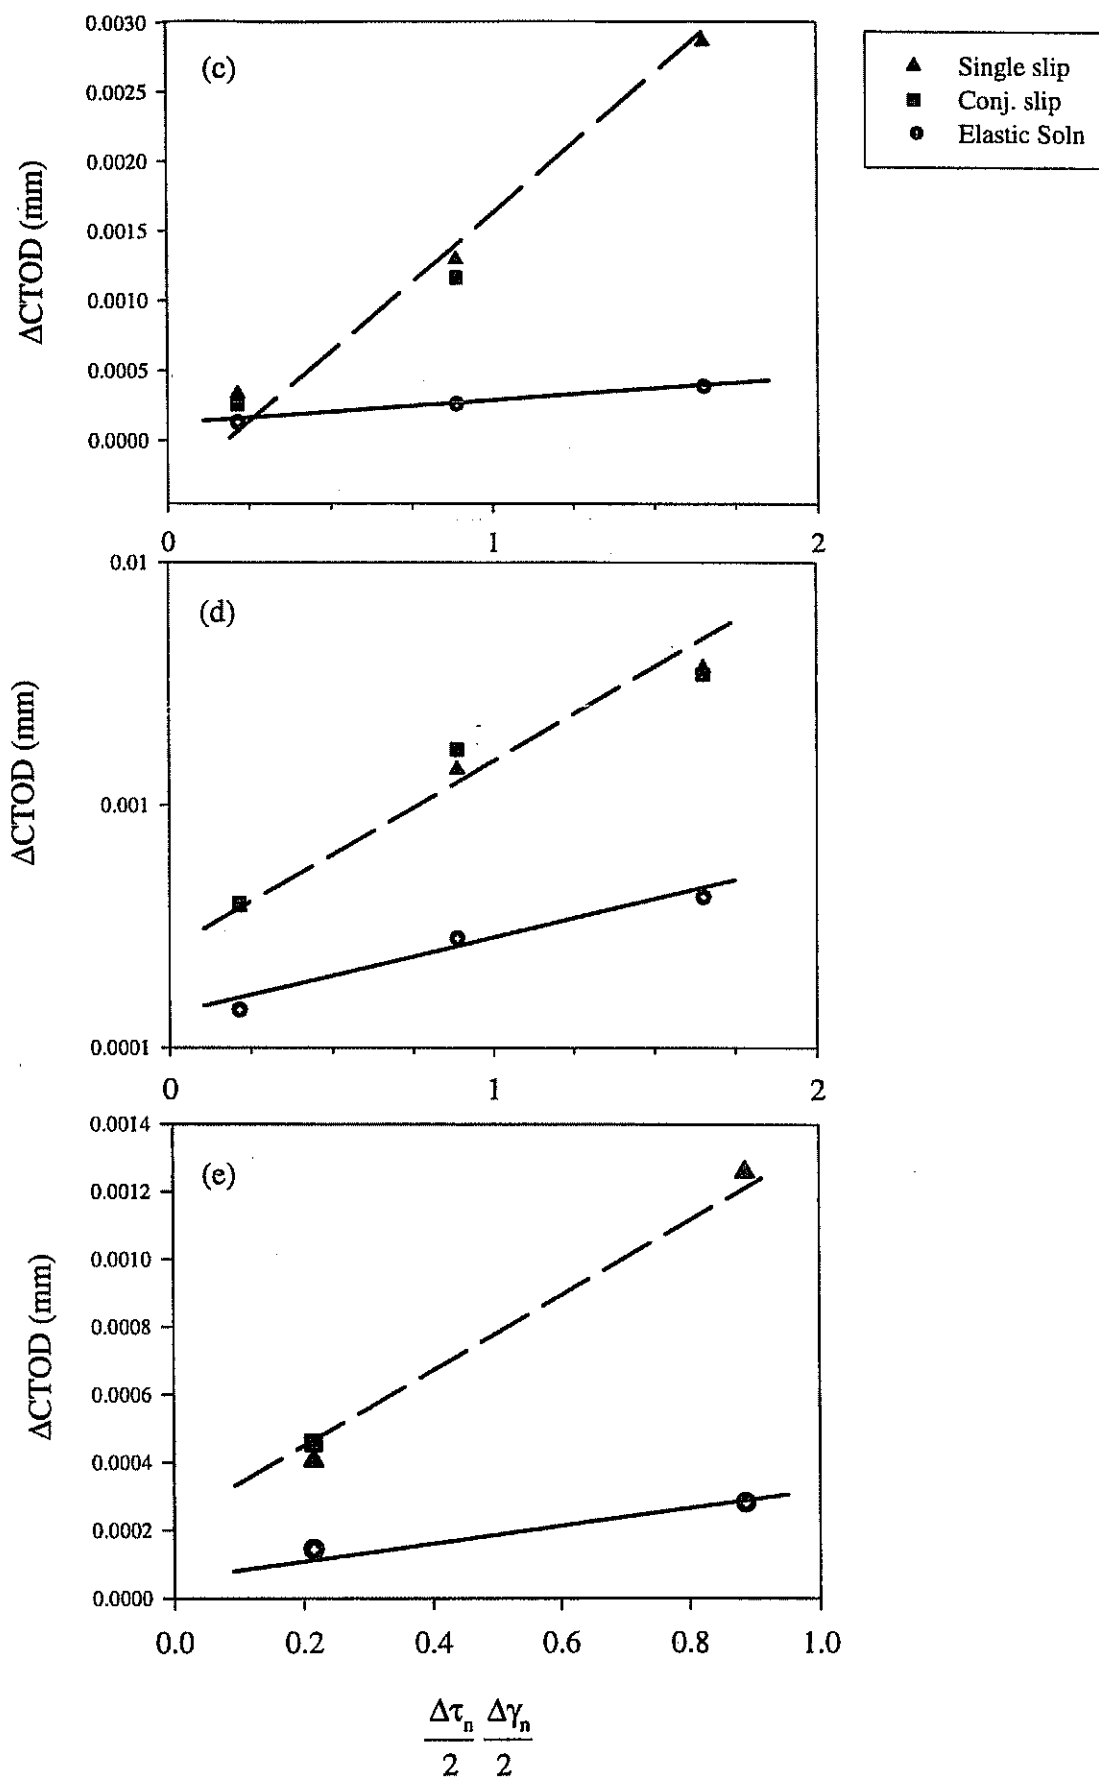 (c)
0.0030
0.0025
0.0020
0.0015
0.0010
0.0005
0.0000
ΔCTOD (mm)
0 1 2
▲ Single slip
■ Conj. slip
Elastic Soln
(d)
0.01
0.001
0.0001
ΔCTOD (mm)
0 1 2
(e)
0.0014
0.0012
0.0010
0.0008
0.0006
0.0004
0.0002
0.0000
ΔCTOD (mm)
0.0 0.2 0.4 0.6 0.8 1.0
Δτn Δγn
2 2